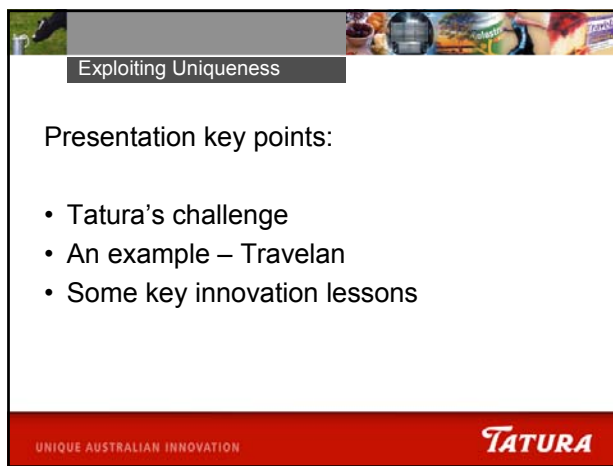 Exploiting Uniqueness
Presentation key points:
• Tatura's challenge
• An example – Travelan
• Some key innovation lessons
UNIQUE AUSTRALIAN INNOVATION
TATURA